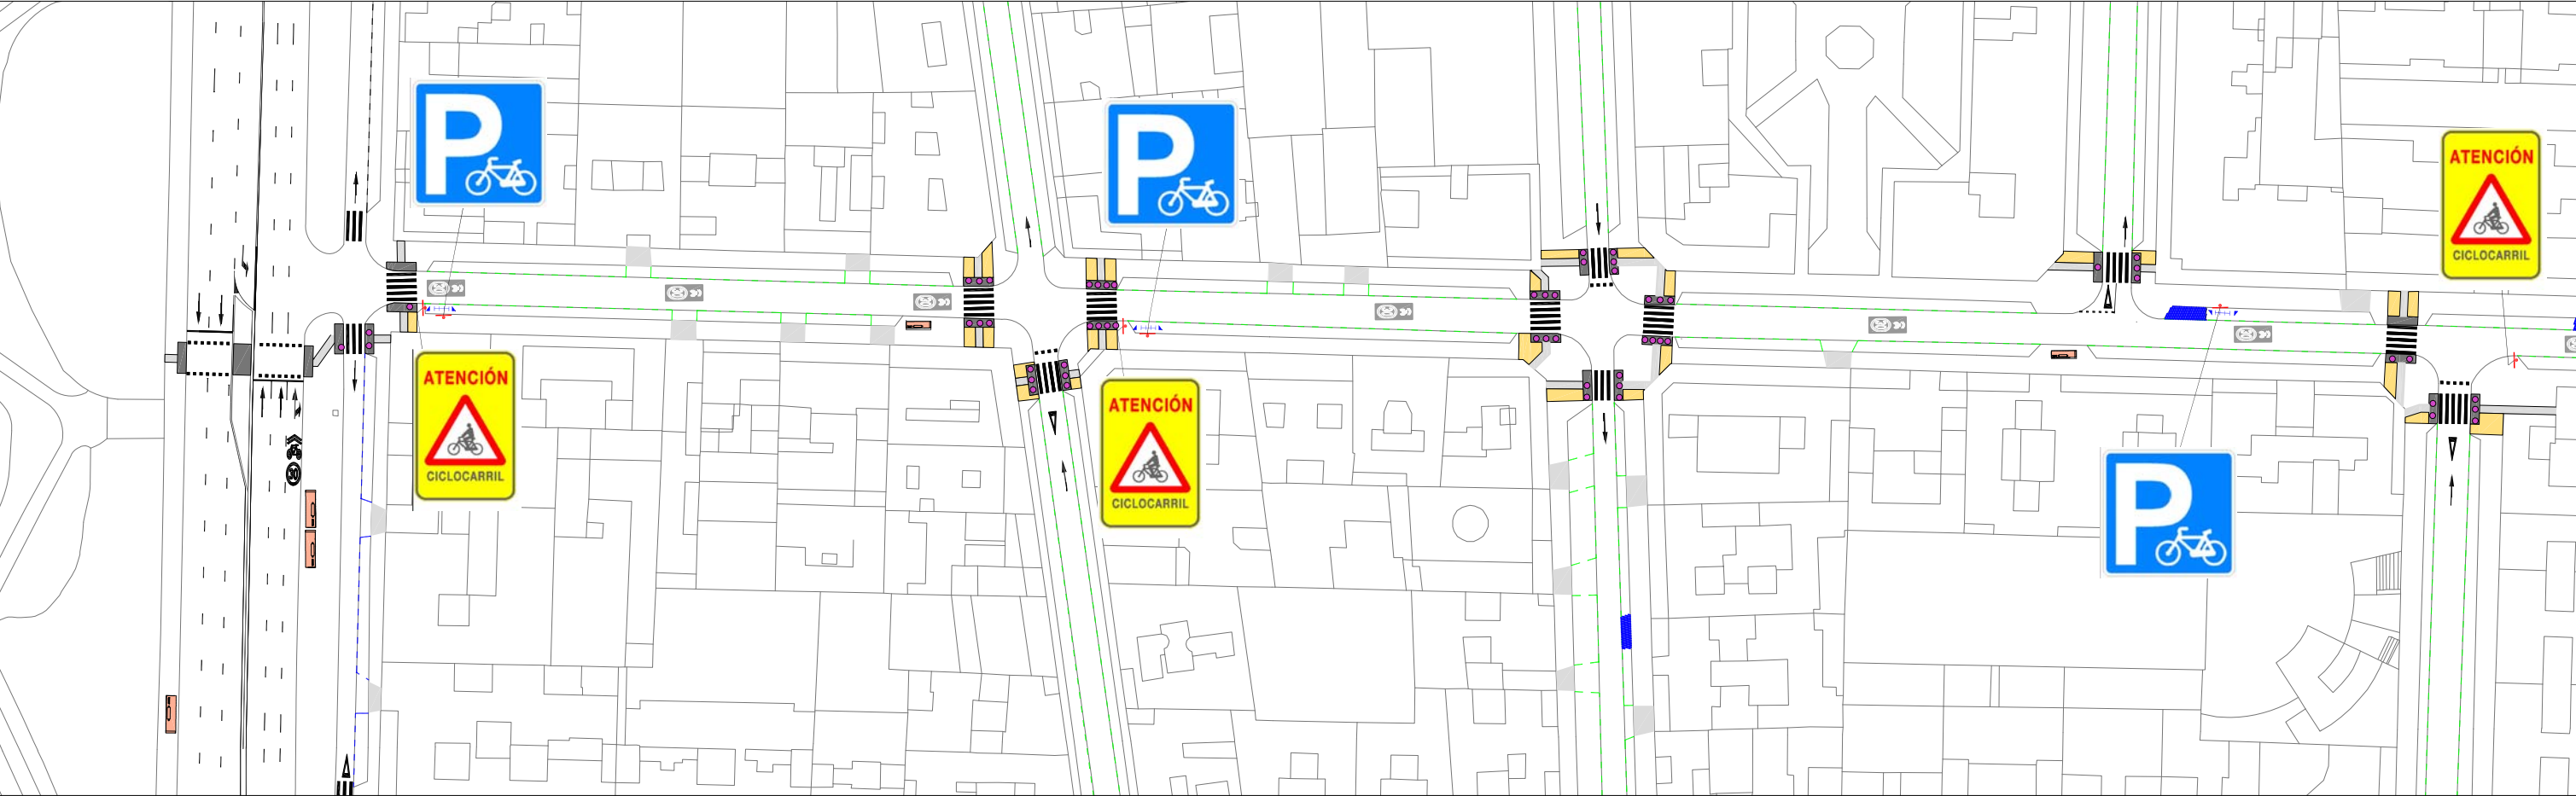 P
P
ATENCIÓN
CICLOCARRIL
ATENCIÓN
CICLOCARRIL
ATENCIÓN
CICLOCARRIL
P